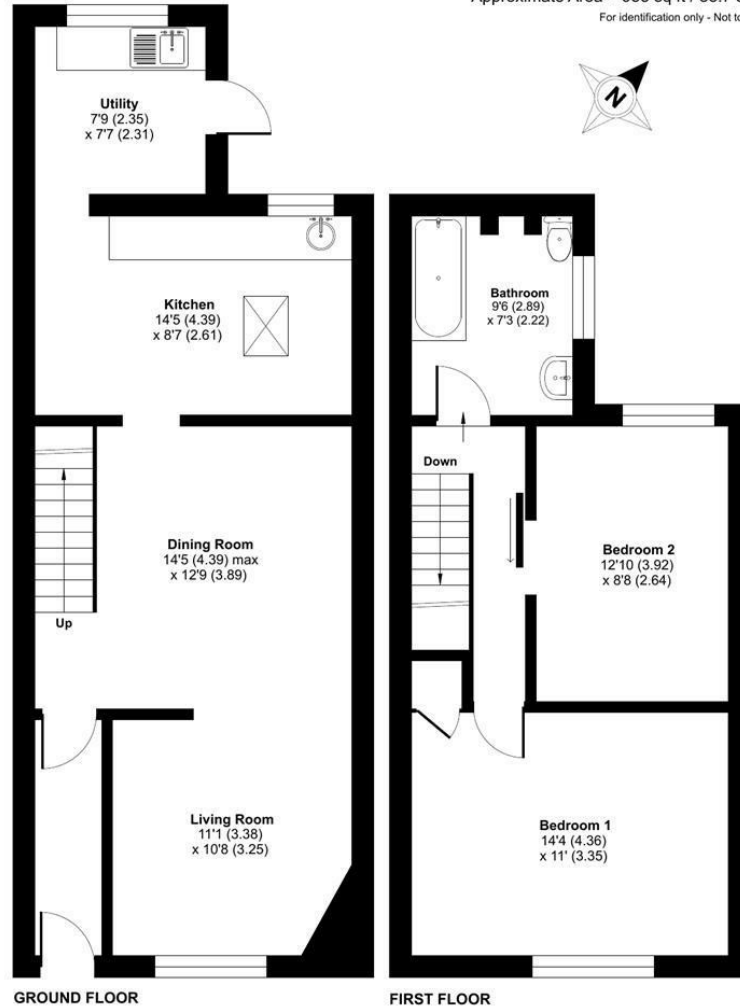 For identification only - Not to
N
Utility
7'9 (2.35)
x 7'7 (2.31)
Kitchen
14'5 (4.39)
x 8'7 (2.61)
Dining Room
14'5 (4.39) max
x 12'9 (3.89)
Up
Living Room
11'1 (3.38)
x 10'8 (3.25)
GROUND FLOOR
Bathroom
9'6 (2.89)
x 7'3 (2.22)
Down
Bedroom 2
12'10 (3.92)
x 8'8 (2.64)
Bedroom 1
14'4 (4.36)
x 11' (3.35)
FIRST FLOOR